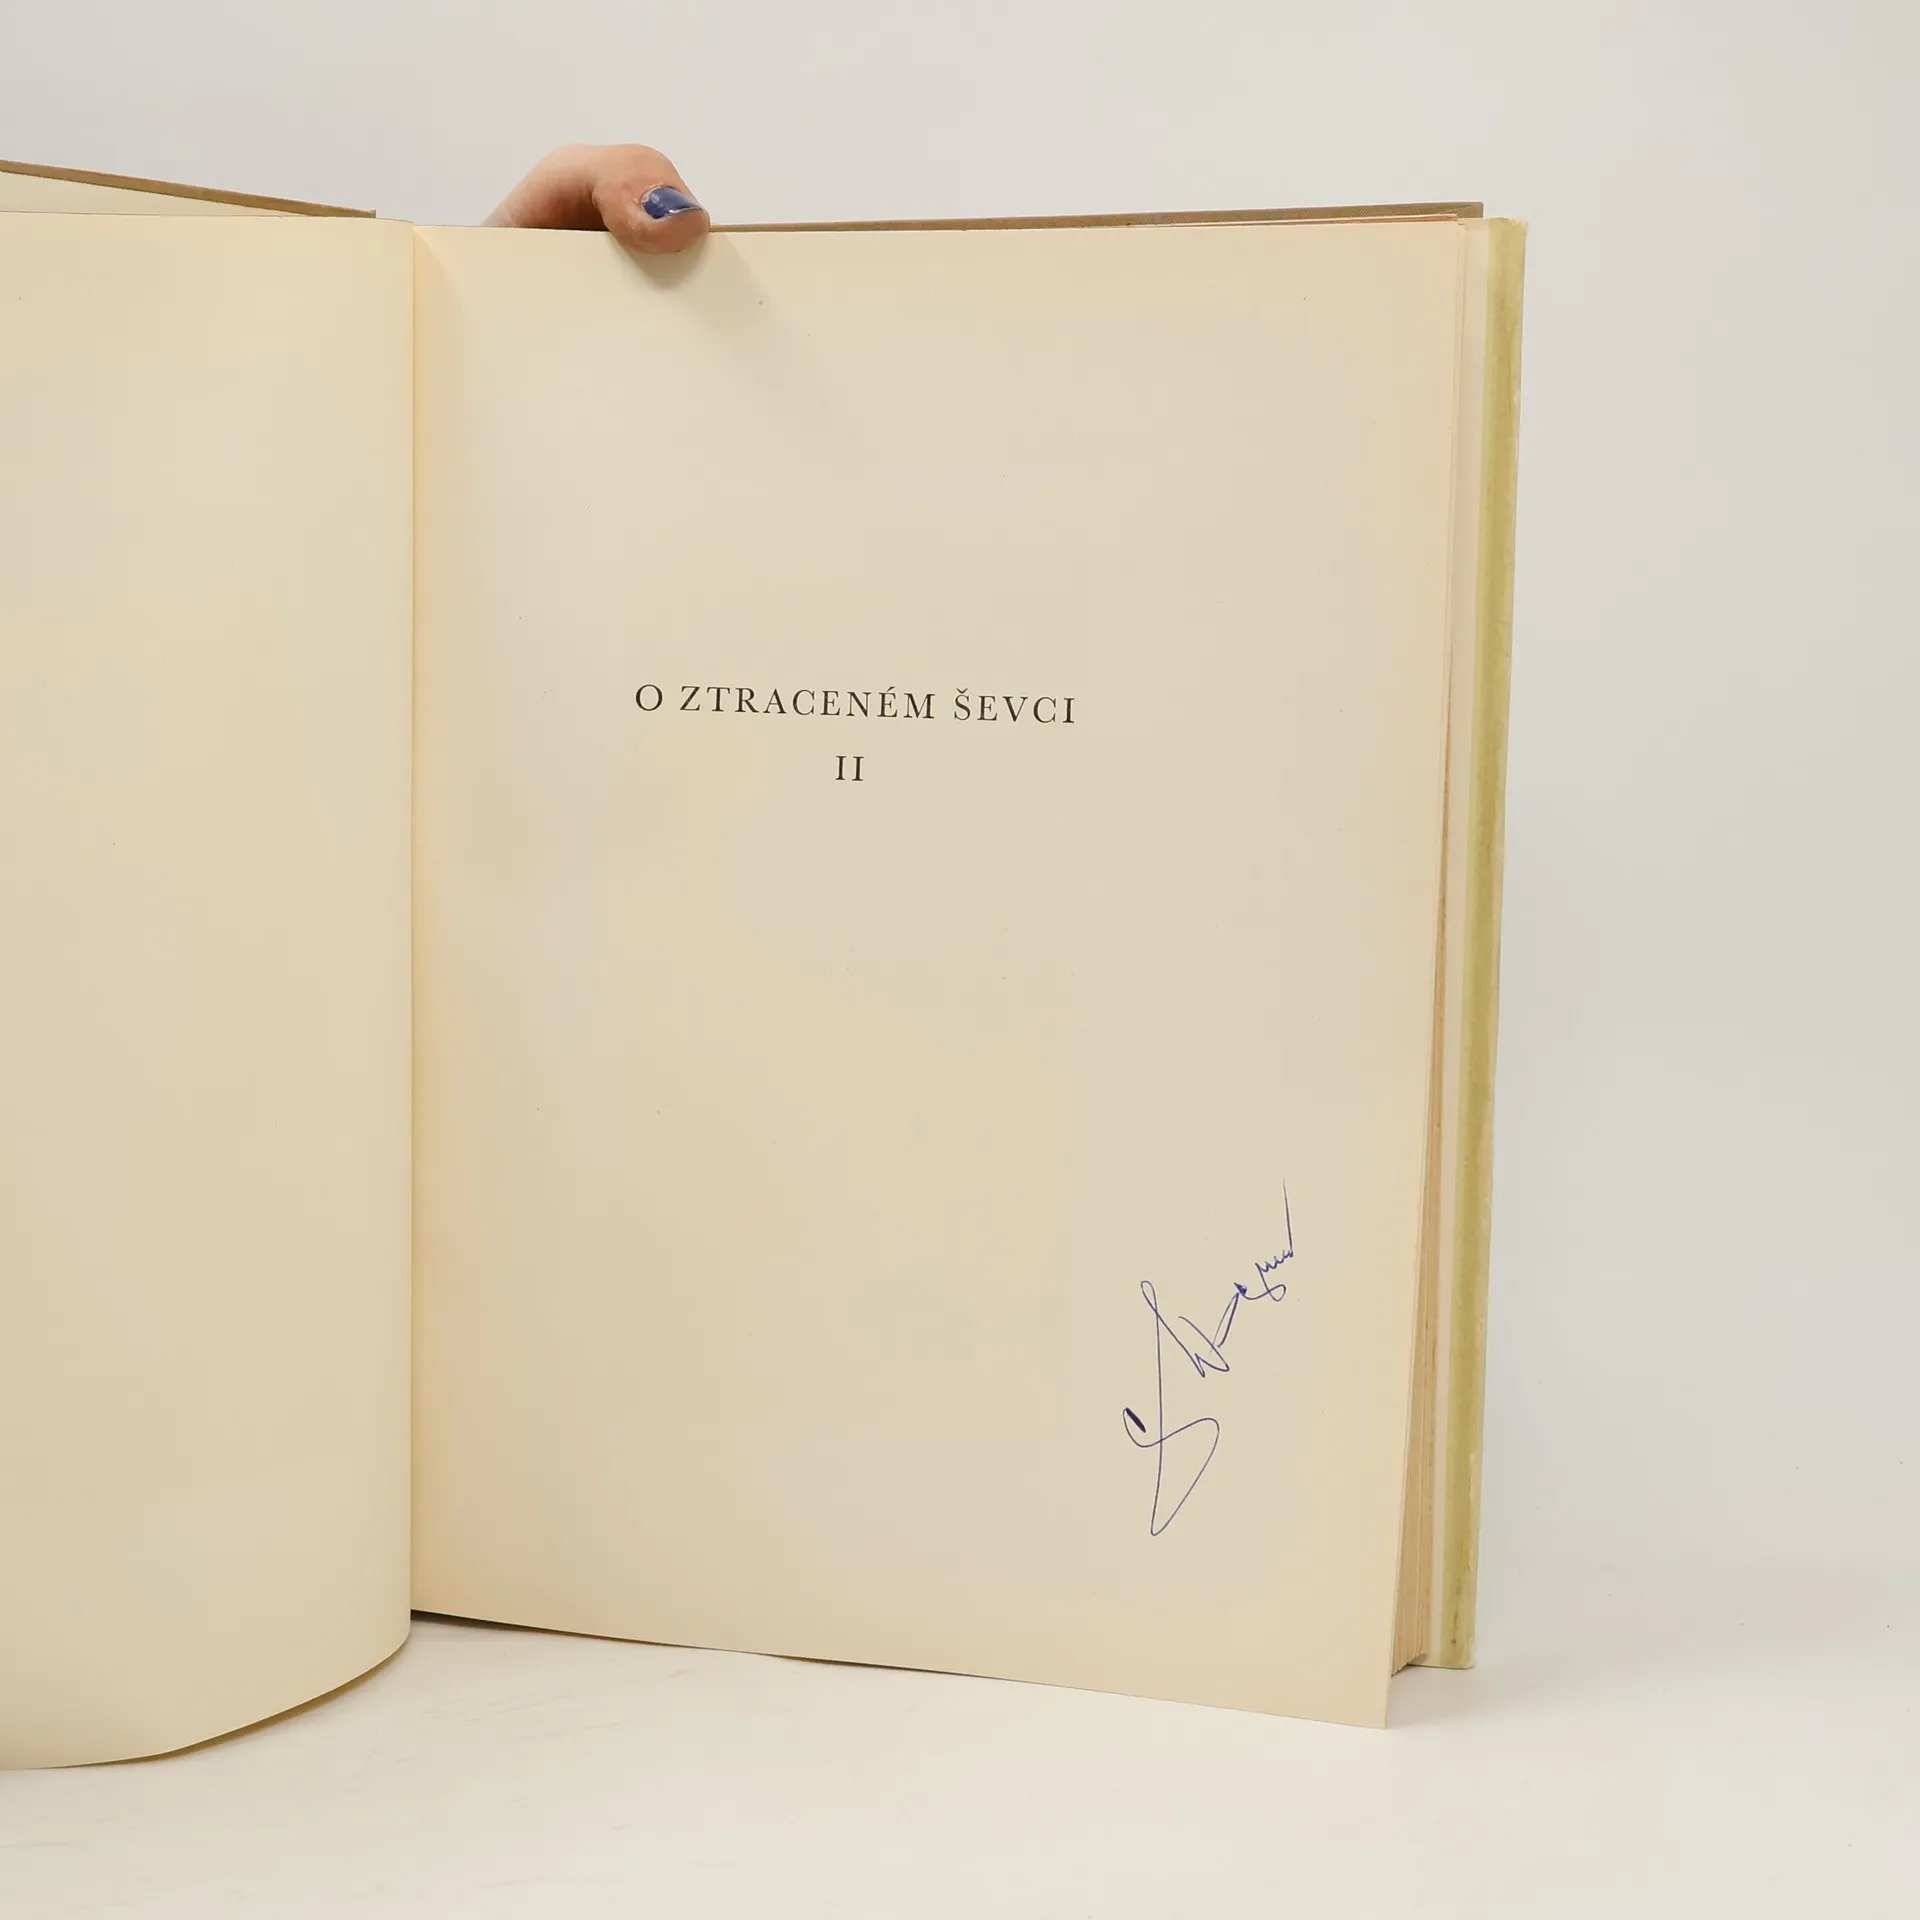 O ZTRACENÉM ŠEVCI
II